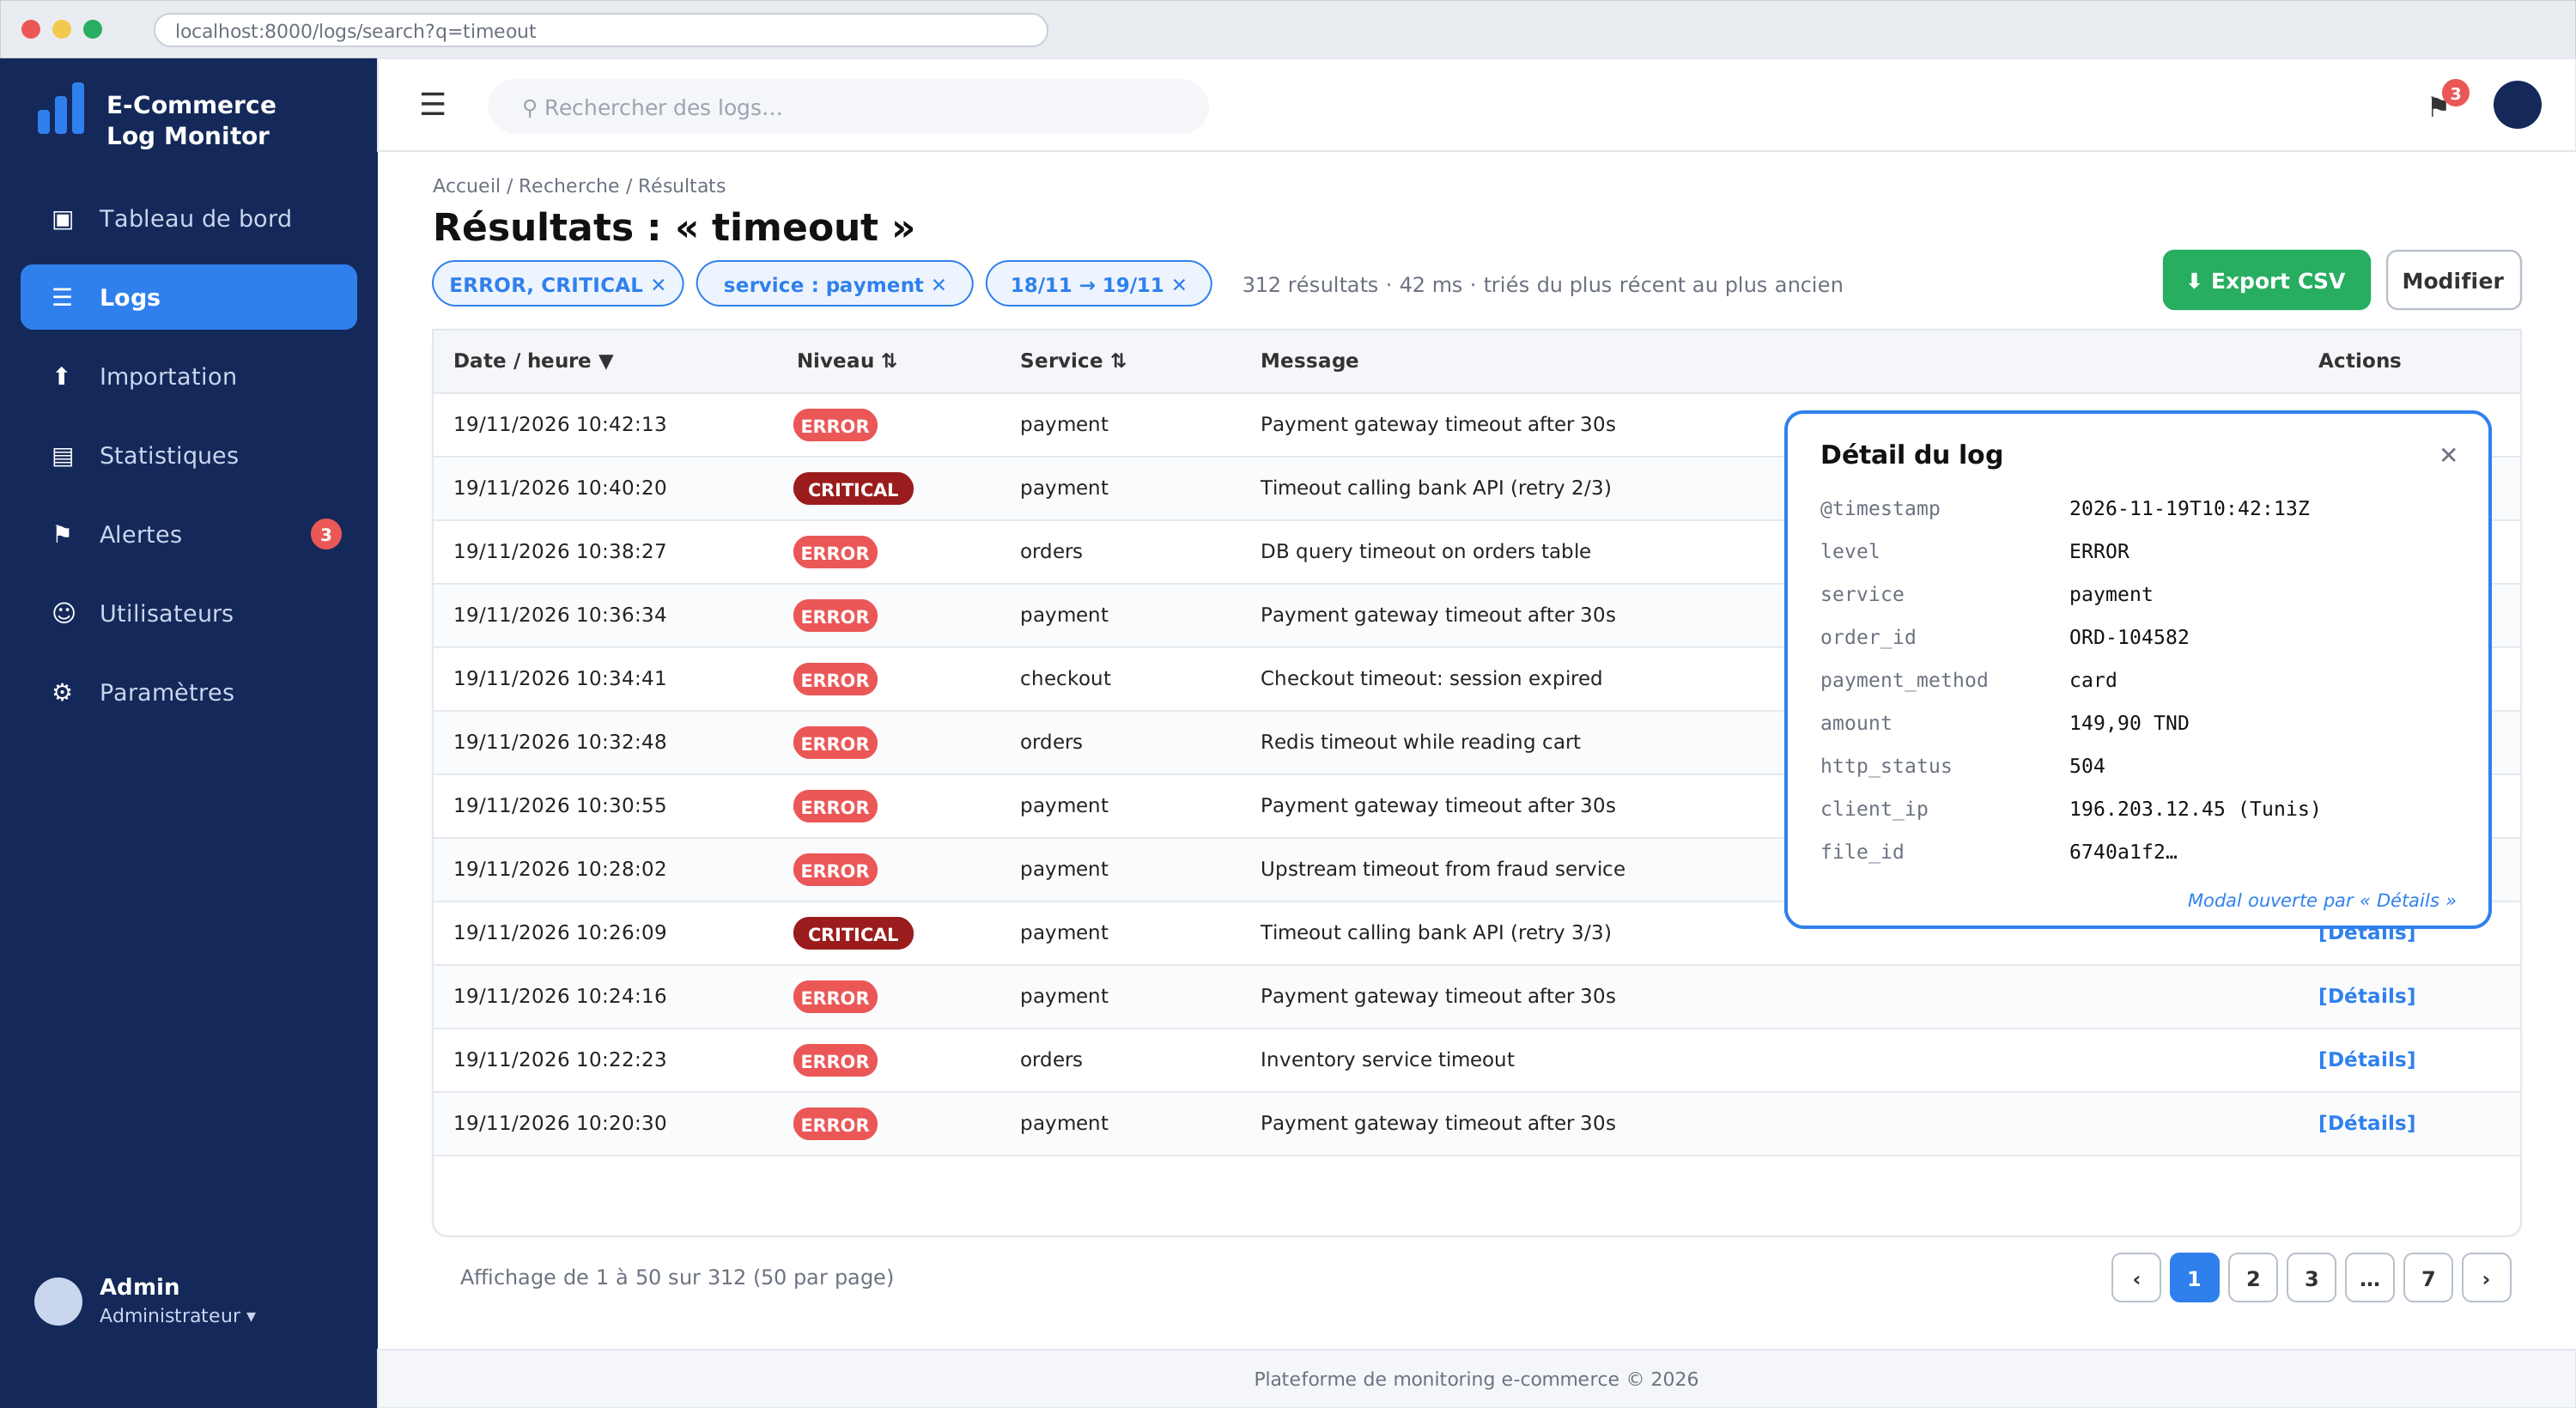 localhost:8000/logs/search?q=timeout
E-Commerce
Log Monitor
Tableau de bord
Logs
Importation
Statistiques
Alertes 3
Utilisateurs
Paramètres
Admin
Administrateur ▾
☰ Rechercher des logs... 3
Accueil / Recherche / Résultats
Résultats : « timeout »
ERROR, CRITICAL ✕ service : payment ✕ 18/11 → 19/11 ✕ 312 résultats · 42 ms · triés du plus récent au plus ancien ⬇ Export CSV Modifier
Date / heure ▼ Niveau ⇅ Service ⇅ Message Actions
19/11/2026 10:42:13 ERROR payment Payment gateway timeout after 30s
19/11/2026 10:40:20 CRITICAL payment Timeout calling bank API (retry 2/3)
19/11/2026 10:38:27 ERROR orders DB query timeout on orders table
19/11/2026 10:36:34 ERROR payment Payment gateway timeout after 30s
19/11/2026 10:34:41 ERROR checkout Checkout timeout: session expired
19/11/2026 10:32:48 ERROR orders Redis timeout while reading cart
19/11/2026 10:30:55 ERROR payment Payment gateway timeout after 30s
19/11/2026 10:28:02 ERROR payment Upstream timeout from fraud service
19/11/2026 10:26:09 CRITICAL payment Timeout calling bank API (retry 3/3) [Détails]
19/11/2026 10:24:16 ERROR payment Payment gateway timeout after 30s [Détails]
19/11/2026 10:22:23 ERROR orders Inventory service timeout [Détails]
19/11/2026 10:20:30 ERROR payment Payment gateway timeout after 30s [Détails]
Détail du log ✕
@timestamp 2026-11-19T10:42:13Z
level ERROR
service payment
order_id ORD-104582
payment_method card
amount 149,90 TND
http_status 504
client_ip 196.203.12.45 (Tunis)
file_id 6740a1f2…
Modal ouverte par « Détails »
Affichage de 1 à 50 sur 312 (50 par page) ‹ 1 2 3 … 7 ›
Plateforme de monitoring e-commerce © 2026